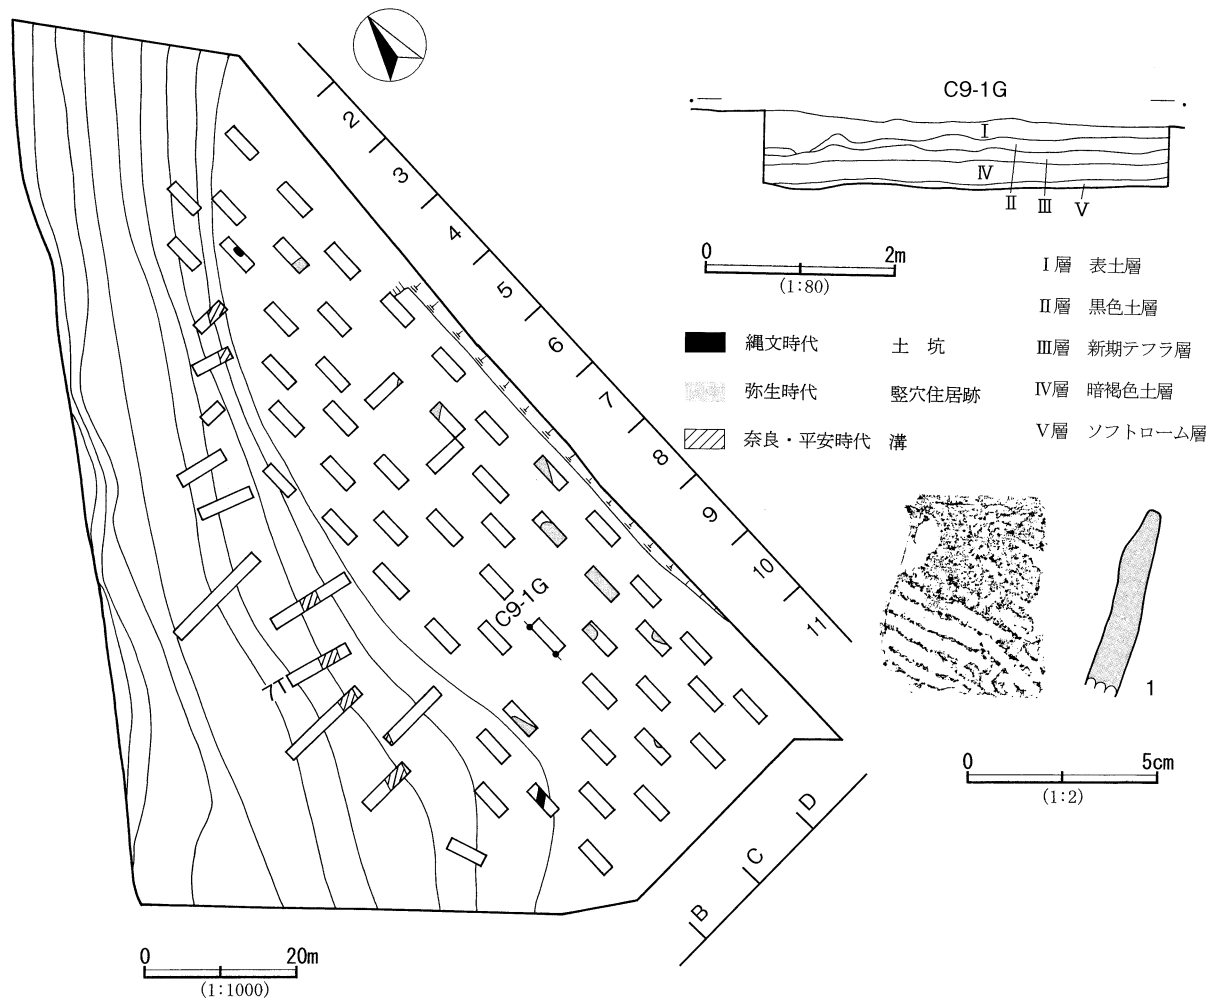 2
3
4
5
6
7
8
9
10
11
B
C
D
C9-1G
7T
0 20m
(1:1000)
C9-1G
I
II
III
IV
V
0 2m
(1:80)
I層 表土層
II層 黒色土層
III層 新期テフラ層
IV層 暗褐色土層
V層 ソフトローム層
縄文時代 土坑
弥生時代 竪穴住居跡
奈良・平安時代 溝
1
0 5cm
(1:2)